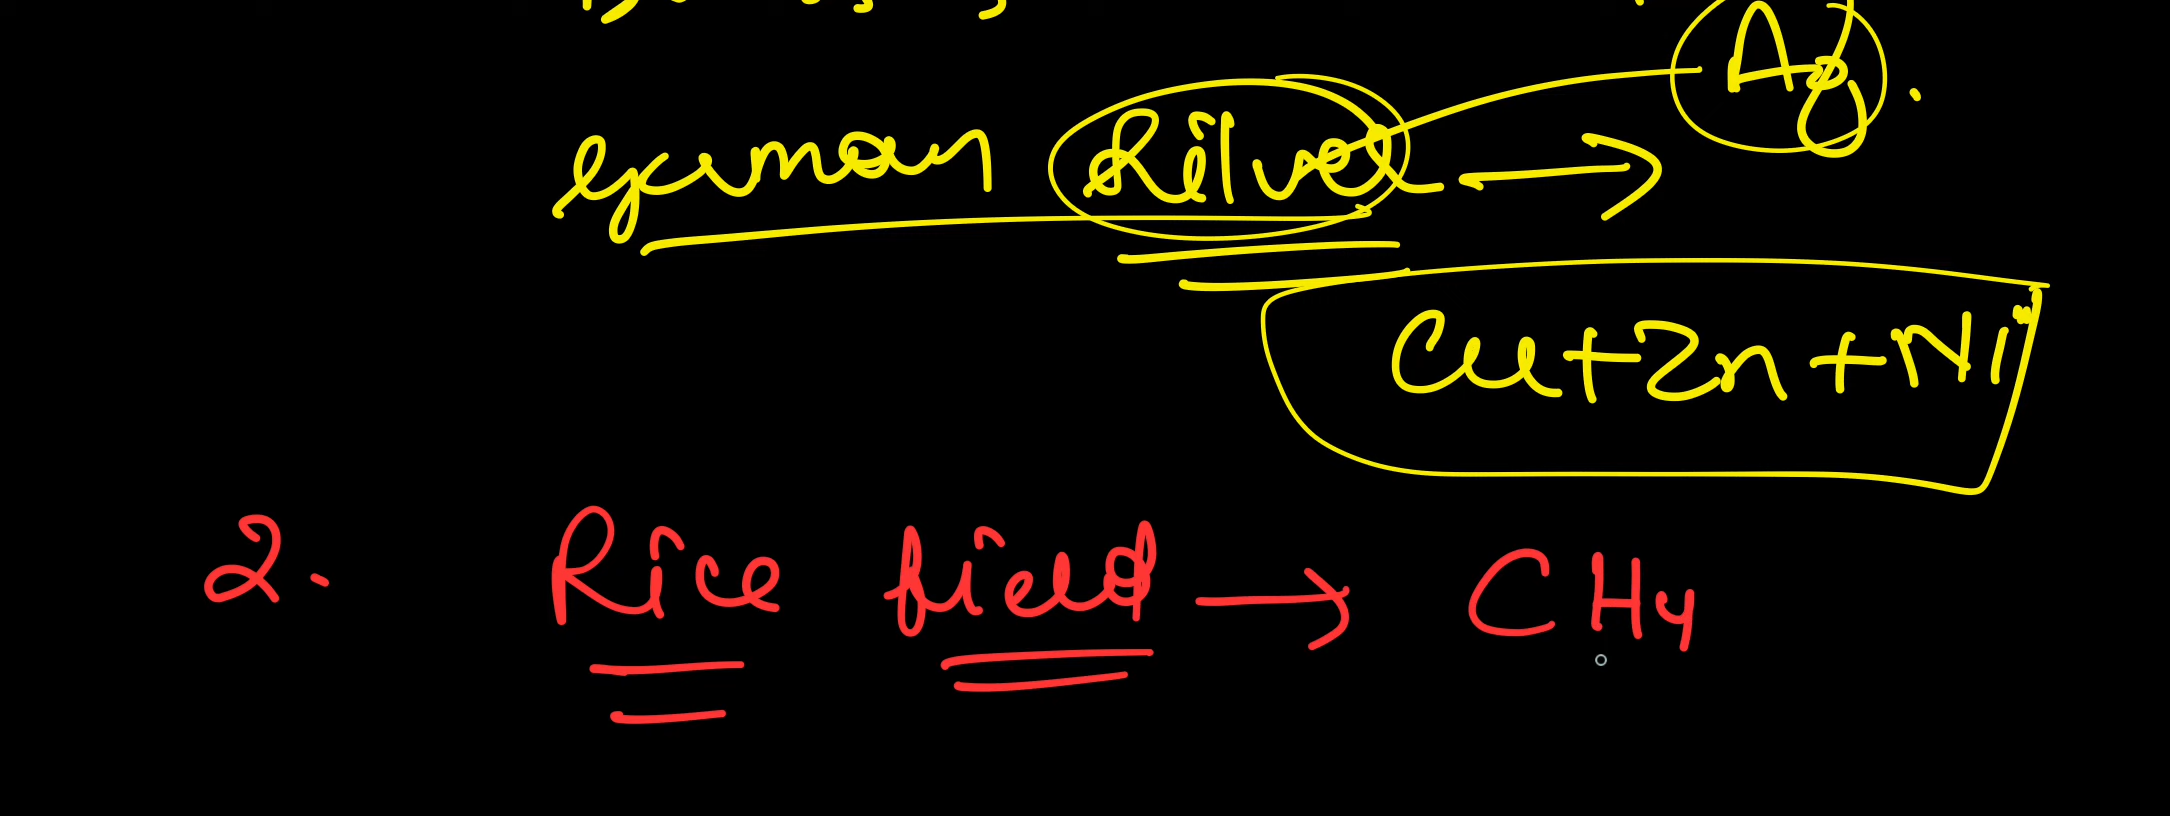 Ag.
German Silver →
Cu + Zn + Ni
2. Rice field → CH4